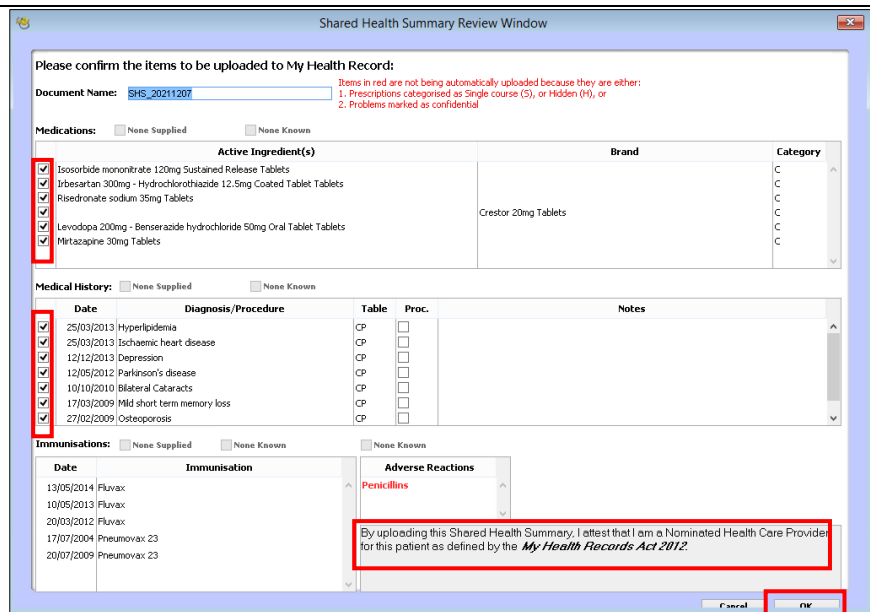 Shared Health Summary Review Window
Please confirm the items to be uploaded to My Health Record:
Document Name: SHS_20211207
Items in red are not being automatically uploaded because they are either:
1. Prescriptions categorised as Single course (S), or Hidden (H), or
2. Problems marked as confidential
Medications: None Supplied None Known
Active Ingredient(s) Brand Category
Isosorbide mononitrate 120mg Sustained Release Tablets C
Irbesartan 300mg - Hydrochlorothiazide 12.5mg Coated Tablet Tablets C
Risedronate sodium 35mg Tablets C
Crestor 20mg Tablets C
Levodopa 200mg - Benserazide hydrochloride 50mg Oral Tablet Tablets C
Mirtazapine 30mg Tablets C
Medical History: None Supplied None Known
Date Diagnosis/Procedure Table Proc. Notes
25/03/2013 Hyperlipidemia CP
25/03/2013 Ischaemic heart disease CP
12/12/2013 Depression CP
12/05/2012 Parkinson's disease CP
10/10/2010 Bilateral Cataracts CP
17/03/2009 Mild short term memory loss CP
27/02/2009 Osteoporosis CP
Immunisations: None Supplied None Known None Known
Date Immunisation Adverse Reactions
13/05/2014 Fluvax
10/05/2013 Fluvax
20/03/2012 Fluvax
17/07/2004 Pneumovax 23
20/07/2009 Pneumovax 23
Penicillins
By uploading this Shared Health Summary, I attest that I am a Nominated Health Care Provider
for this patient as defined by the My Health Records Act 2012.
Cancel OK